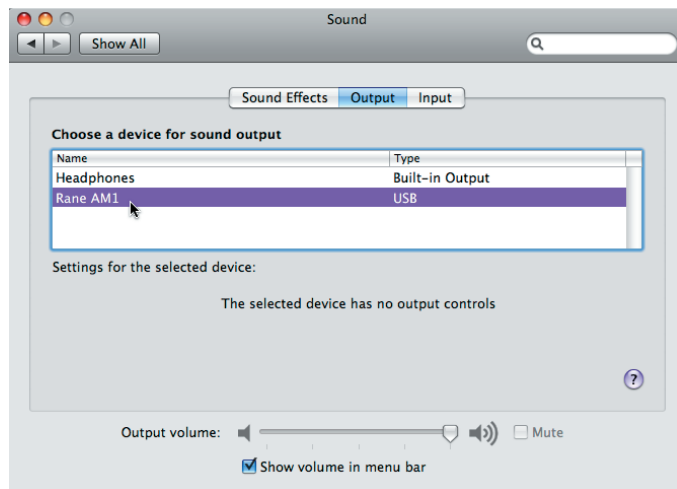 Sound
Show All
Sound Effects Output Input
Choose a device for sound output
Name Type
Headphones Built-in Output
Rane AM1 USB
Settings for the selected device:
The selected device has no output controls
?
Output volume: Mute
Show volume in menu bar